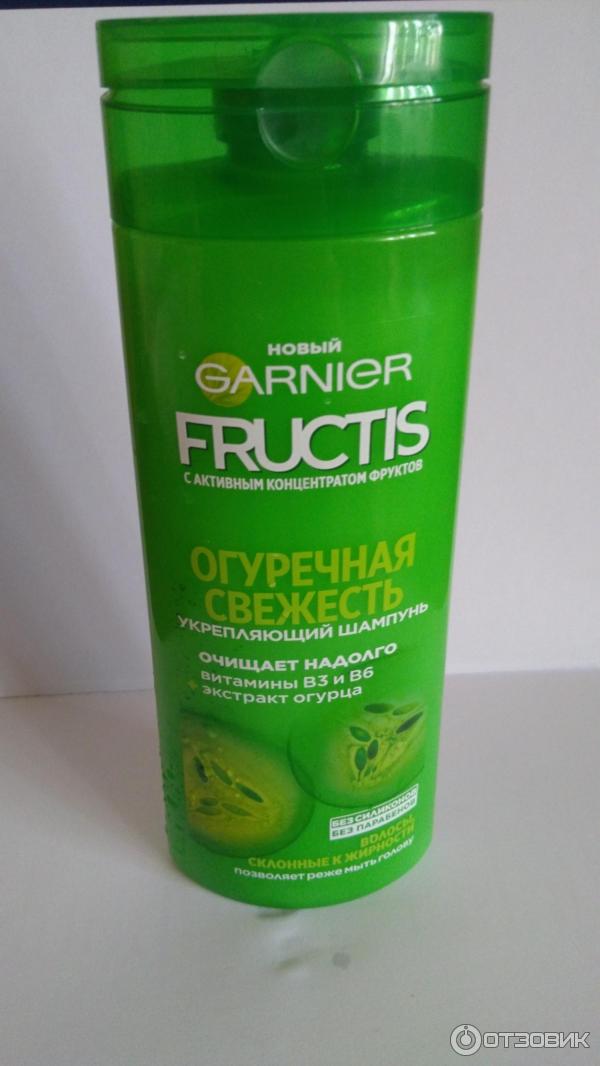 НОВЫЙ
GARNIER
FRUCTIS
С АКТИВНЫМ КОНЦЕНТРАТОМ ФРУКТОВ
ОГУРЕЧНАЯ
СВЕЖЕСТЬ
УКРЕПЛЯЮЩИЙ ШАМПУНЬ
ОЧИЩАЕТ НАДОЛГО
ВИТАМИНЫ B3 И B6
+ ЭКСТРАКТ ОГУРЦА
БЕЗ СИЛИКОНОВ
БЕЗ ПАРАБЕНОВ
ВОЛОСЫ,
СКЛОННЫЕ К ЖИРНОСТИ
ПОЗВОЛЯЕТ РЕЖЕ МЫТЬ ГОЛОВУ
ОТЗОВИК